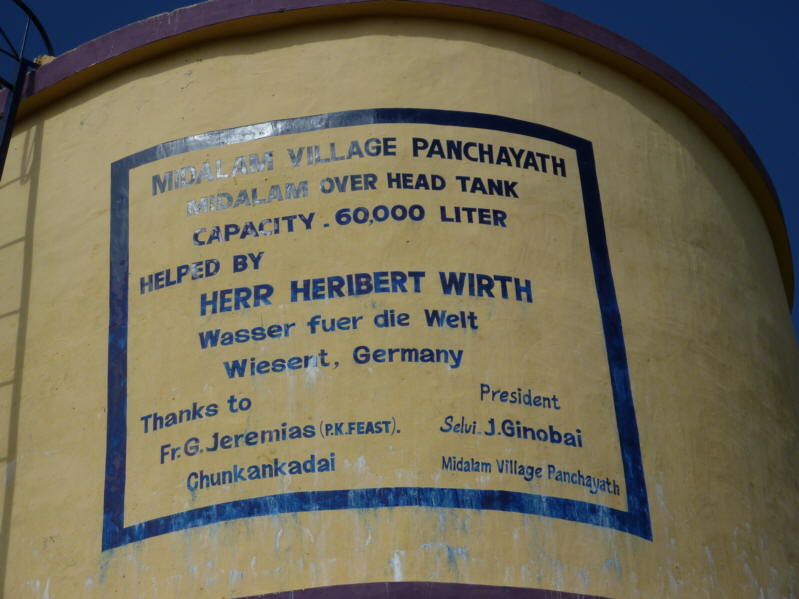 MIDALAM VILLAGE PANCHAYATH
MIDALAM OVER HEAD TANK
CAPACITY - 60,000 LITER
HELPED BY
HERR HERIBERT WIRTH
Wasser fuer die Welt
Wiesent, Germany
Thanks to
Fr. G. Jeremias (P.K.FEAST).
Chunkankadai
President
Selvi. J. Ginobai
Midalam Village Panchayath